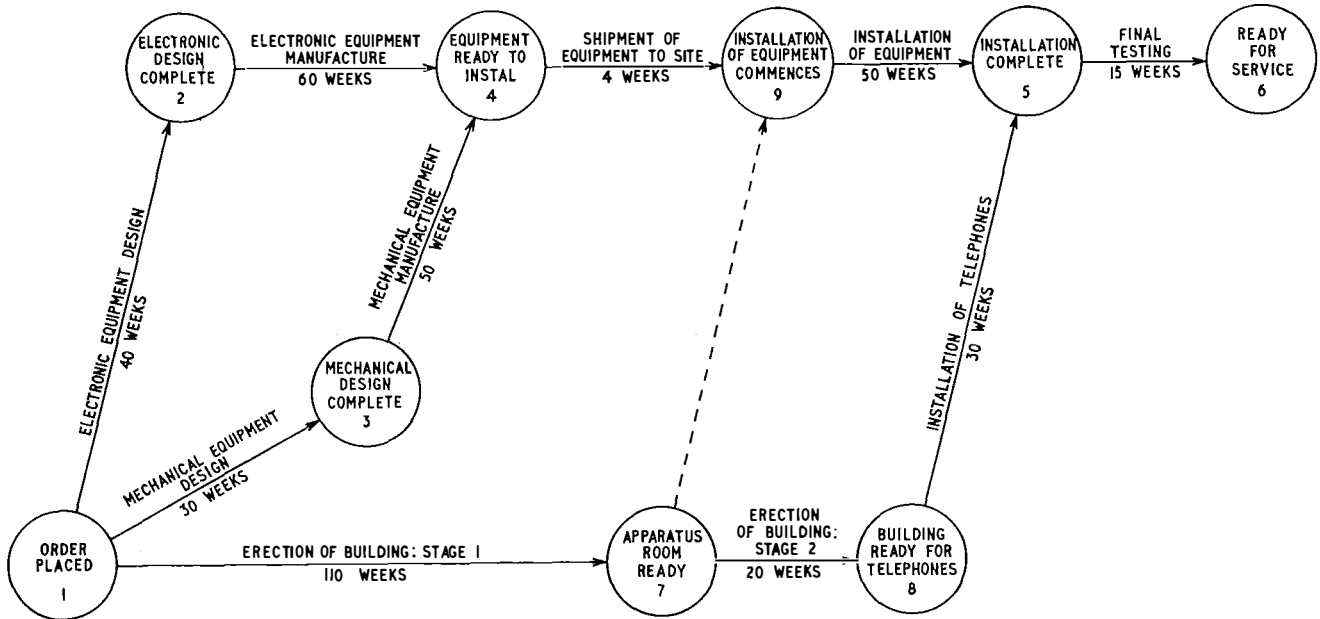 ELECTRONIC
DESIGN
COMPLETE
2
ELECTRONIC EQUIPMENT
MANUFACTURE
60 WEEKS
EQUIPMENT
READY TO
INSTAL
4
SHIPMENT OF
EQUIPMENT TO SITE
4 WEEKS
INSTALLATION
OF EQUIPMENT
COMMENCES
9
INSTALLATION
OF EQUIPMENT
50 WEEKS
INSTALLATION
COMPLETE
5
FINAL
TESTING
15 WEEKS
READY
FOR
SERVICE
6
ELECTRONIC EQUIPMENT DESIGN
40 WEEKS
MECHANICAL EQUIPMENT
MANUFACTURE
50 WEEKS
MECHANICAL
DESIGN
COMPLETE
3
MECHANICAL EQUIPMENT
DESIGN
30 WEEKS
INSTALLATION OF TELEPHONES
30 WEEKS
ORDER
PLACED
1
ERECTION OF BUILDING: STAGE 1
110 WEEKS
APPARATUS
ROOM
READY
7
ERECTION
OF BUILDING:
STAGE 2
20 WEEKS
BUILDING
READY FOR
TELEPHONES
8